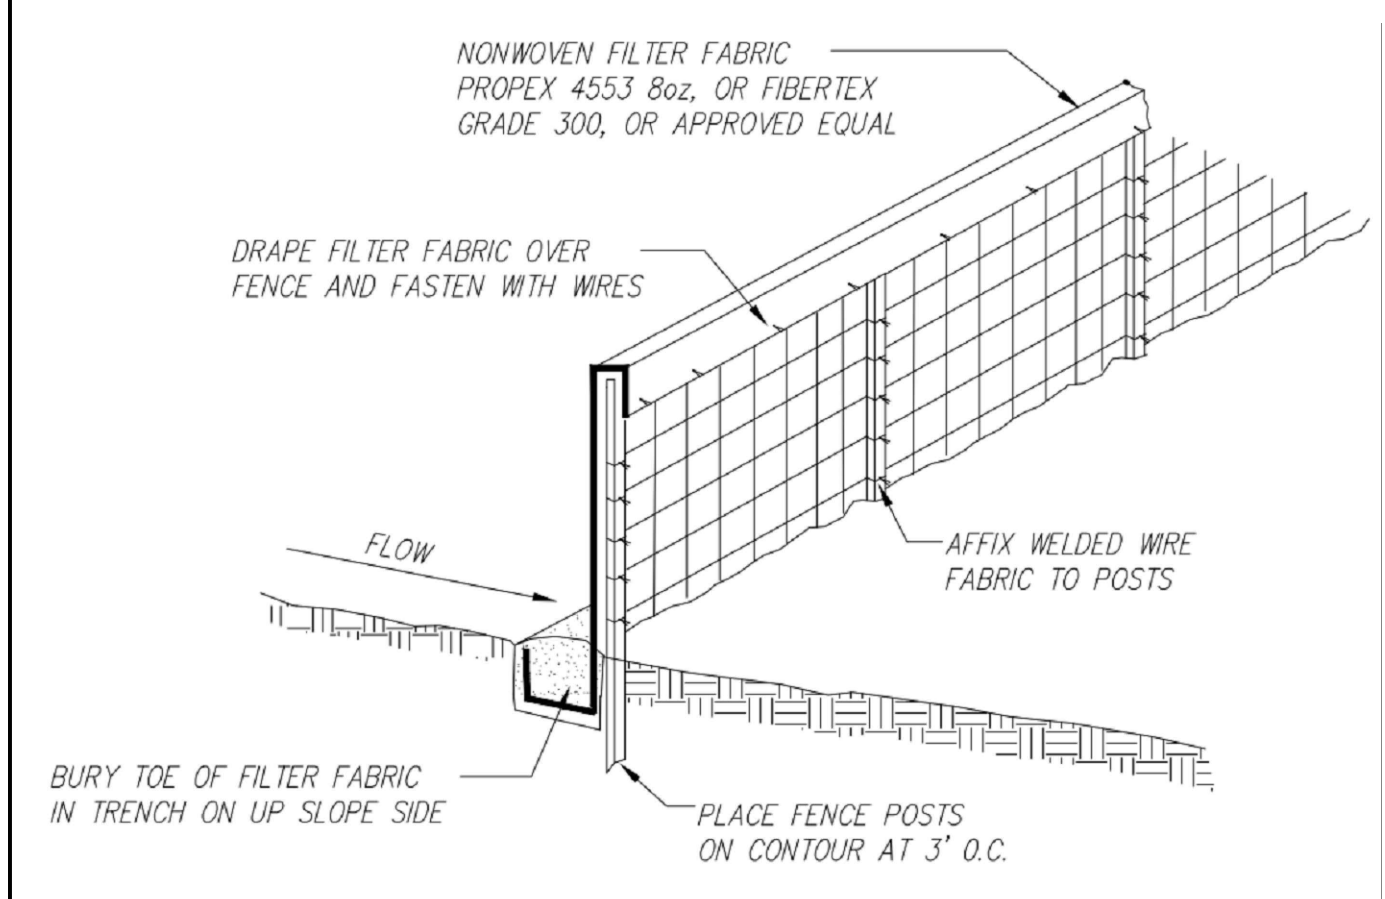 NONWOVEN FILTER FABRIC
PROPEX 4553 8oz, OR FIBERTEX
GRADE 300, OR APPROVED EQUAL
DRAPE FILTER FABRIC OVER
FENCE AND FASTEN WITH WIRES
FLOW
AFFIX WELDED WIRE
FABRIC TO POSTS
BURY TOE OF FILTER FABRIC
IN TRENCH ON UP SLOPE SIDE
PLACE FENCE POSTS
ON CONTOUR AT 3' O.C.